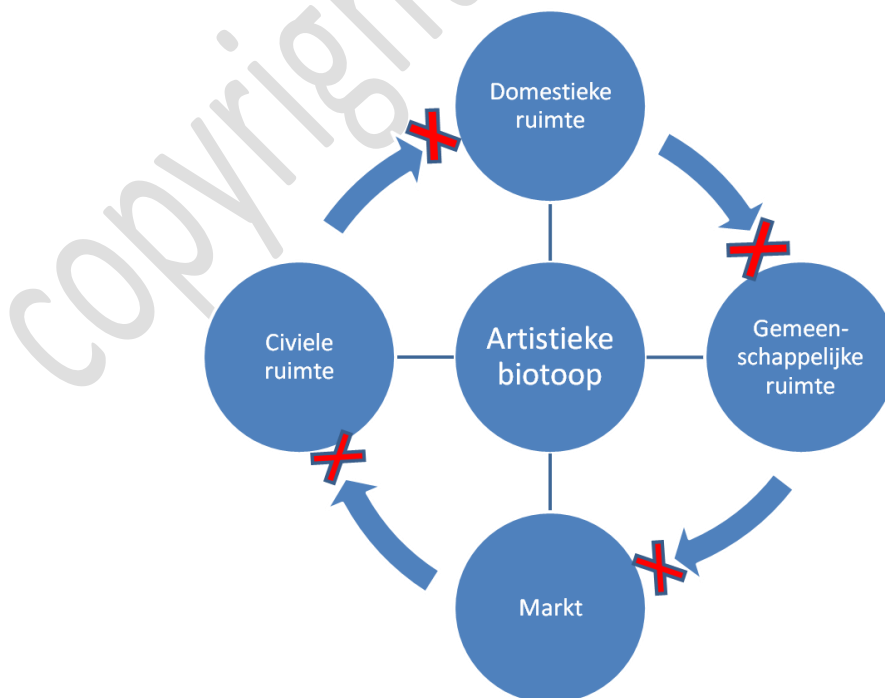 Domestieke
ruimte
Civiele
ruimte
Artistieke
biotoop
Gemeen-
schappelijke
ruimte
Markt
copyright